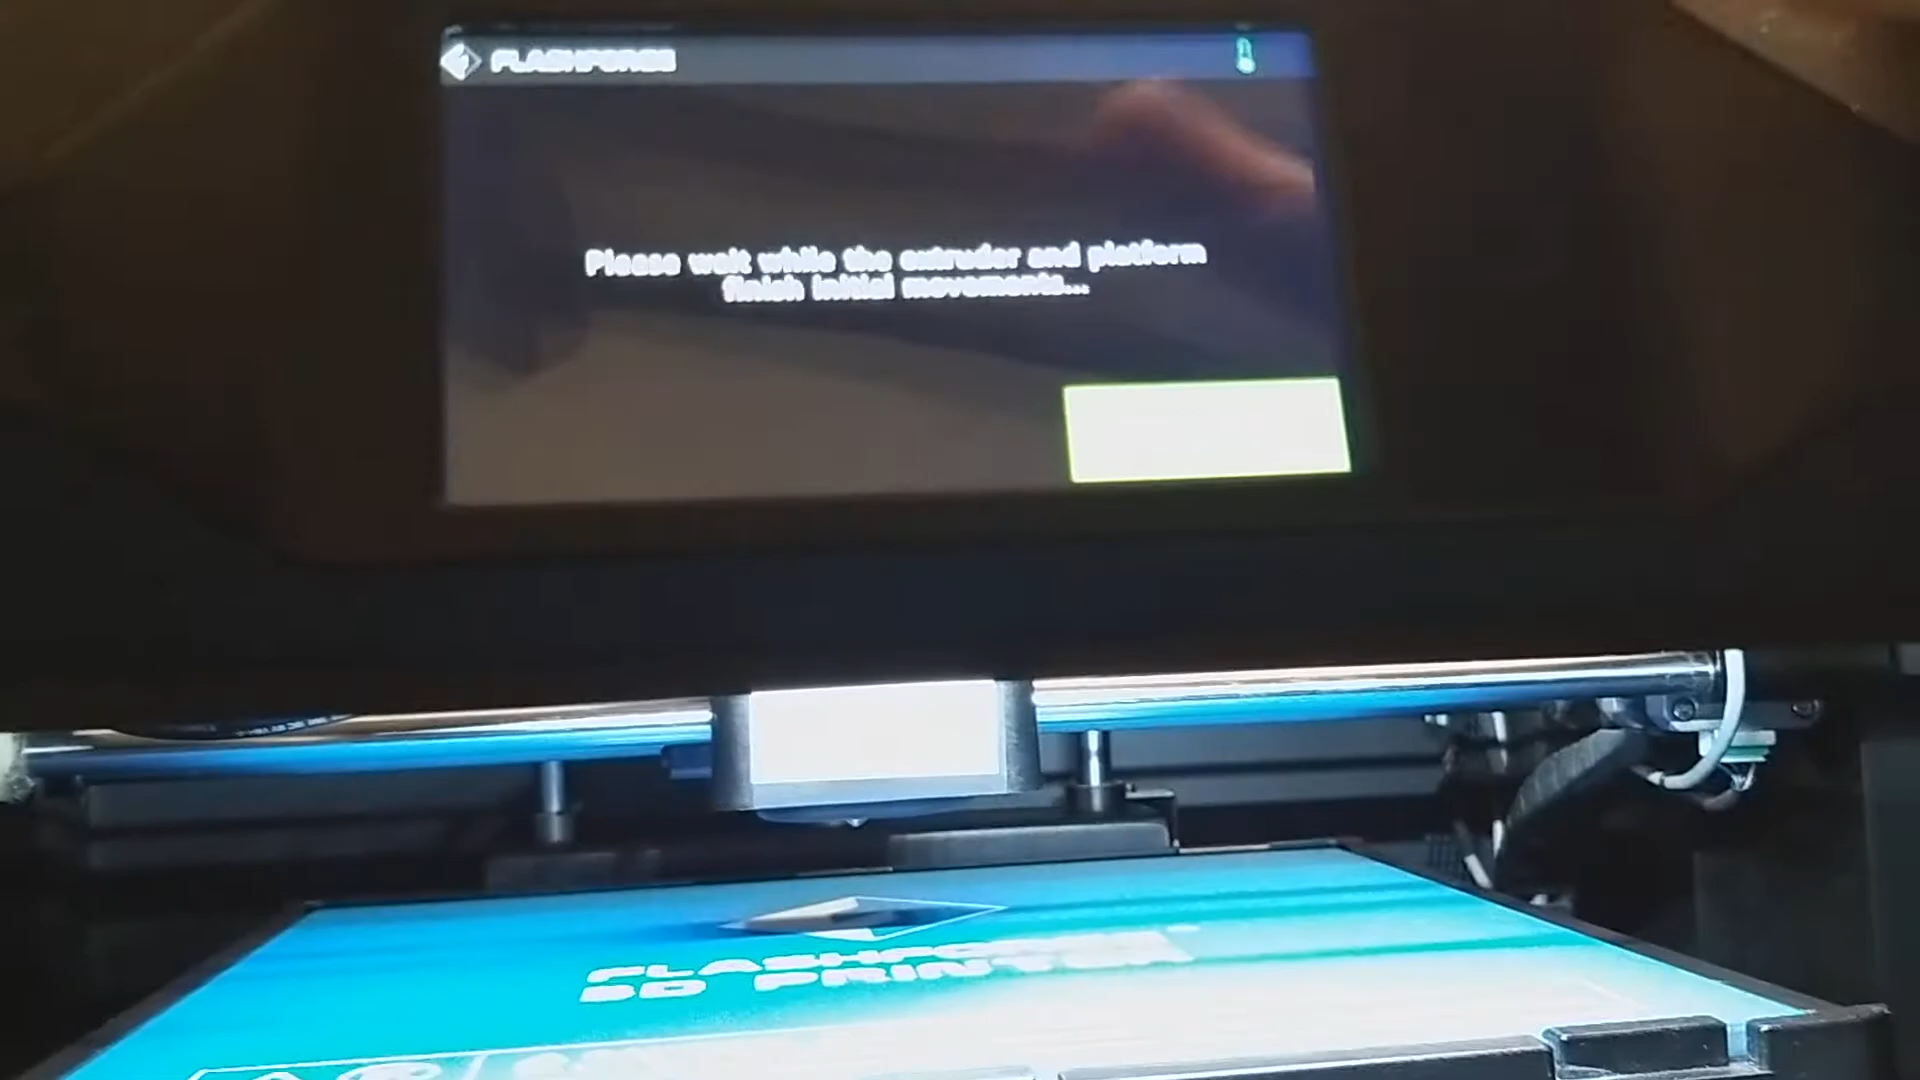 FLASHFORGE
Please wait while the extruder and platform
finish initial movements...
FLASHFORGE
3D PRINTER